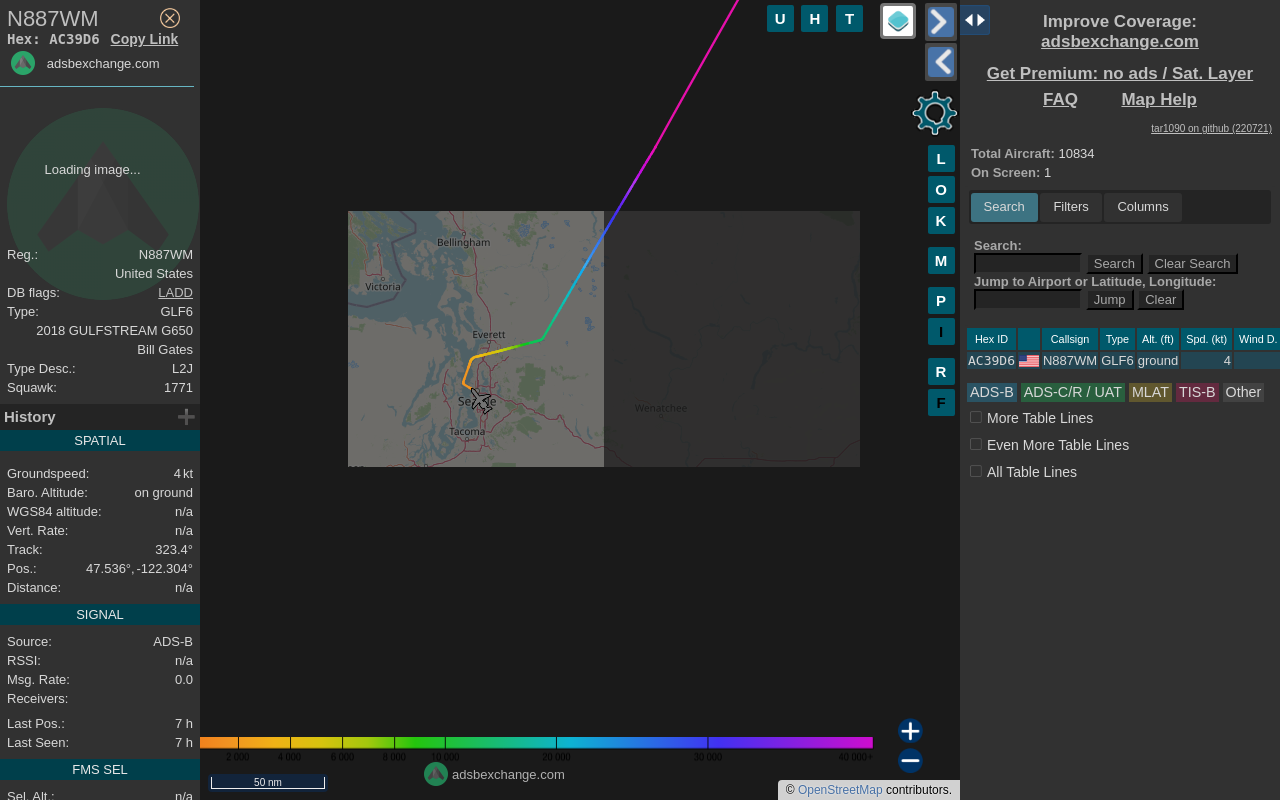 N887WM
Hex: AC39D6 Copy Link
adsbexchange.com
Loading image...
Reg.: N887WM
United States
DB flags: LADD
Type: GLF6
2018 GULFSTREAM G650
Bill Gates
Type Desc.: L2J
Squawk: 1771
History
SPATIAL
Groundspeed: 4 kt
Baro. Altitude: on ground
WGS84 altitude: n/a
Vert. Rate: n/a
Track: 323.4°
Pos.: 47.536°, -122.304°
Distance: n/a
SIGNAL
Source: ADS-B
RSSI: n/a
Msg. Rate: 0.0
Receivers:
Last Pos.: 7 h
Last Seen: 7 h
FMS SEL
Sel. Alt.: n/a
U H T
L
O
K
M
P
I
R
F
Bellingham
Victoria
Everett
Tacoma
Wenatchee
2 000 4 000 6 000 8 000 10 000 20 000 30 000 40 000+
adsbexchange.com
50 nm
© OpenStreetMap contributors.
Improve Coverage:
adsbexchange.com
Get Premium: no ads / Sat. Layer
FAQ Map Help
tar1090 on github (220721)
Total Aircraft: 10834
On Screen: 1
Search Filters Columns
Search:
Search Clear Search
Jump to Airport or Latitude, Longitude:
Jump Clear
Hex ID Callsign Type Alt. (ft) Spd. (kt) Wind D.
AC39D6 N887WM GLF6 ground 4
ADS-B ADS-C/R / UAT MLAT TIS-B Other
More Table Lines
Even More Table Lines
All Table Lines